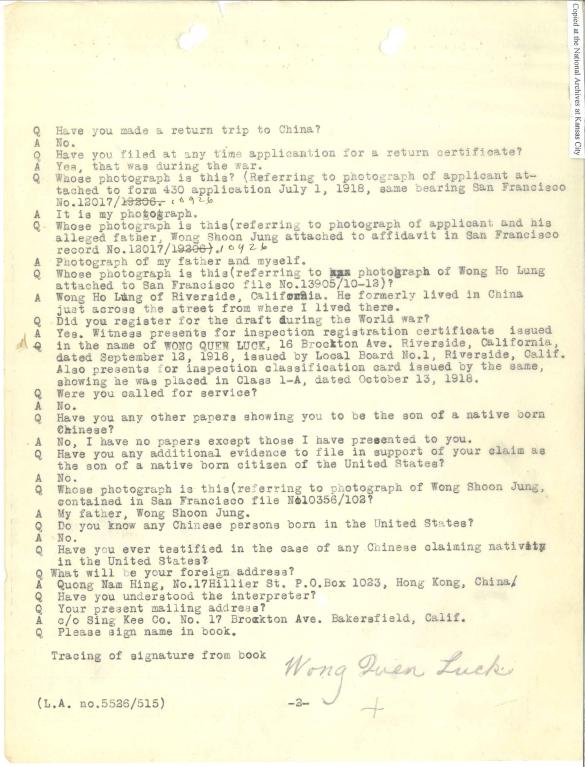 Copied at the National Archives at Kansas City
Q Have you made a return trip to China?
A No.
Q Have you filed at any time applicantion for a return certificate?
A Yes, that was during the war.
Q Whose photograph is this? (Referring to photograph of applicant at-
tached to form 430 application July 1, 1918, same bearing San Francisco
No.12017/19206. 10926
A It is my photograph.
Q Whose photograph is this(referring to photograph of applicant and his
alleged father, Wong Shoon Jung attached to affidavit in San Francisco
record No.12017/19206). 10926
A Photograph of my father and myself.
Q Whose photograph is this(referring to photograph of Wong Ho Lung
attached to San Francisco file No.13905/10-12)?
A Wong Ho Lung of Riverside, California. He formerly lived in China
just across the street from where I lived there.
Q Did you register for the draft during the World war?
A Yes. Witness presents for inspection registration certificate issued
Q in the name of WONG QUEN LUCK, 16 Brockton Ave. Riverside, California,
dated September 12, 1918, issued by Local Board No.1, Riverside, Calif.
Also presents for inspection classification card issued by the same,
showing he was placed in Class 1-A, dated October 13, 1918.
Q Were you called for service?
A No.
Q Have you any other papers showing you to be the son of a native born
Chinese?
A No, I have no papers except those I have presented to you.
Q Have you any additional evidence to file in support of your claim as
the son of a native born citizen of the United States?
A No.
Q Whose photograph is this(referring to photograph of Wong Shoon Jung,
contained in San Francisco file No10356/102?
A My father, Wong Shoon Jung.
Q Do you know any Chinese persons born in the United States?
A No.
Q Have you ever testified in the case of any Chinese claiming nativity
in the United States?
Q What will be your foreign address?
A Quong Nam Hing, No.17Hillier St. P.O.Box 1023, Hong Kong, China/
Q Have you understood the interpreter?
Q Your present mailing address?
A c/o Sing Kee Co. No. 17 Brockton Ave. Bakersfield, Calif.
Q Please sign name in book.
Tracing of signature from book
Wong Quen Luck
(L.A. no.5526/515) -2- +